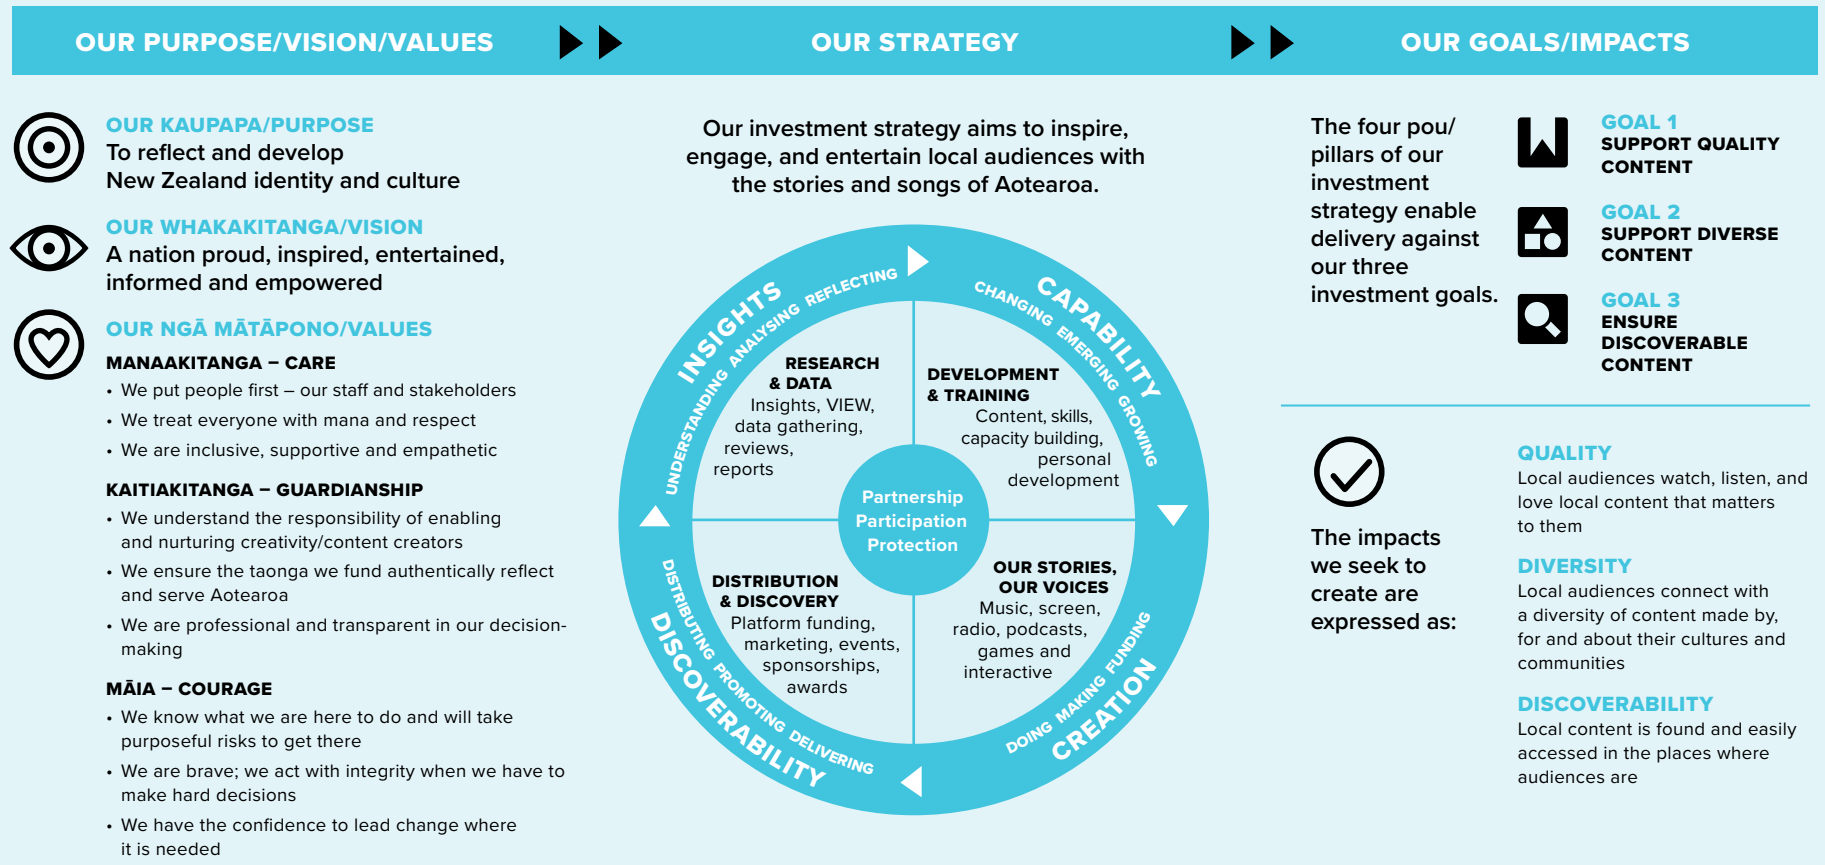 OUR PURPOSE/VISION/VALUES
OUR STRATEGY
OUR GOALS/IMPACTS
OUR KAUPAPA/PURPOSE
To reflect and develop
New Zealand identity and culture
OUR WHAKAKITANGA/VISION
A nation proud, inspired, entertained,
informed and empowered
OUR NGĀ MĀTĀPONO/VALUES
MANAAKITANGA – CARE
• We put people first – our staff and stakeholders
• We treat everyone with mana and respect
• We are inclusive, supportive and empathetic
KAITIAKITANGA – GUARDIANSHIP
• We understand the responsibility of enabling
and nurturing creativity/content creators
• We ensure the taonga we fund authentically reflect
and serve Aotearoa
• We are professional and transparent in our decision-
making
MĀIA – COURAGE
• We know what we are here to do and will take
purposeful risks to get there
• We are brave; we act with integrity when we have to
make hard decisions
• We have the confidence to lead change where
it is needed
Our investment strategy aims to inspire,
engage, and entertain local audiences with
the stories and songs of Aotearoa.
INSIGHTS
UNDERSTANDING ANALYSING REFLECTING
RESEARCH
& DATA
Insights, VIEW,
data gathering,
reviews,
reports
CAPABILITY
CHANGING EMERGING GROWING
DEVELOPMENT
& TRAINING
Content, skills,
capacity building,
personal
development
Partnership
Participation
Protection
DISTRIBUTION
& DISCOVERY
Platform funding,
marketing, events,
sponsorships,
awards
DISTRIBUTING PROMOTING DELIVERING
DISCOVERABILITY
OUR STORIES,
OUR VOICES
Music, screen,
radio, podcasts,
games and
interactive
DOING MAKING FUNDING
CREATION
The four pou/
pillars of our
investment
strategy enable
delivery against
our three
investment goals.
GOAL 1
SUPPORT QUALITY
CONTENT
GOAL 2
SUPPORT DIVERSE
CONTENT
GOAL 3
ENSURE
DISCOVERABLE
CONTENT
The impacts
we seek to
create are
expressed as:
QUALITY
Local audiences watch, listen, and
love local content that matters
to them
DIVERSITY
Local audiences connect with
a diversity of content made by,
for and about their cultures and
communities
DISCOVERABILITY
Local content is found and easily
accessed in the places where
audiences are